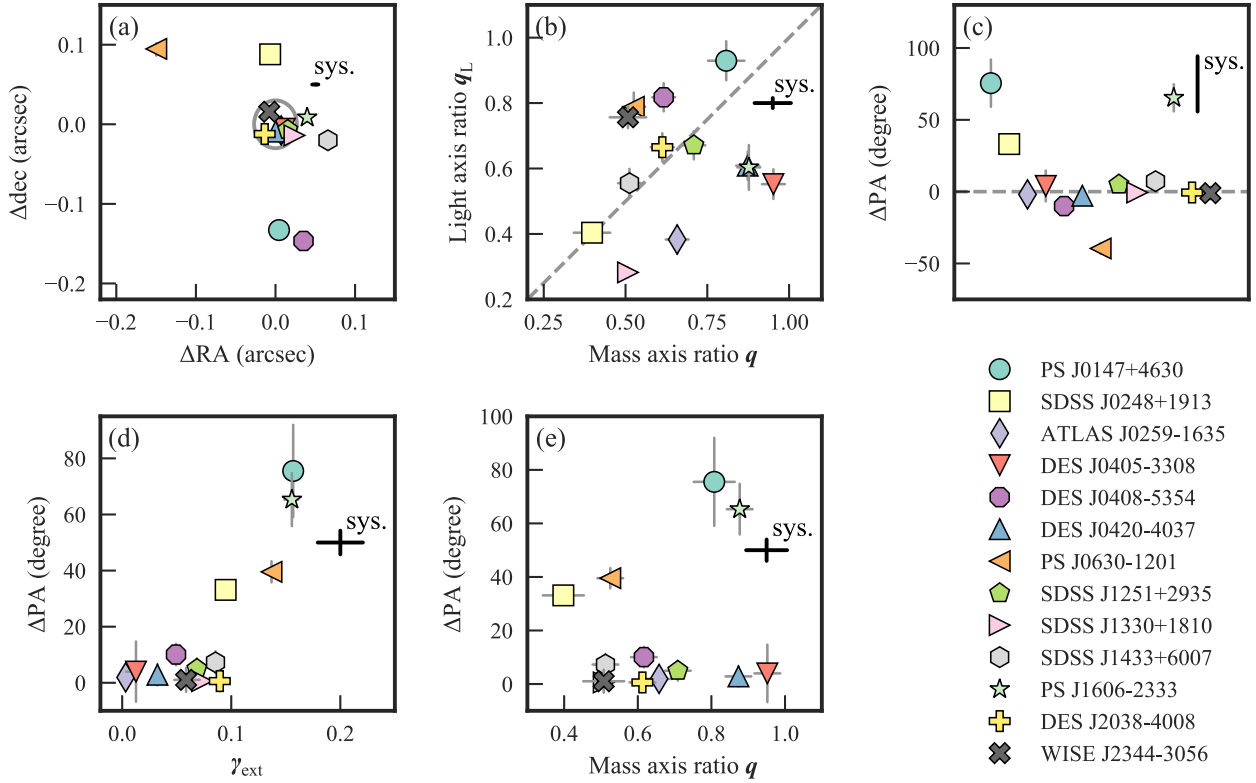 (a)
sys.
0.1
0.0
−0.1
−0.2
−0.2
−0.1
0.0
0.1
Δdec (arcsec)
ΔRA (arcsec)
(b)
sys.
1.0
0.8
0.6
0.4
0.2
0.25
0.50
0.75
1.00
Light axis ratio qL
Mass axis ratio q
(c)
sys.
100
50
0
−50
ΔPA (degree)
(d)
sys.
80
60
40
20
0
0.0
0.1
0.2
ΔPA (degree)
γext
(e)
sys.
100
80
60
40
20
0
0.4
0.6
0.8
1.0
ΔPA (degree)
Mass axis ratio q
PS J0147+4630
SDSS J0248+1913
ATLAS J0259-1635
DES J0405-3308
DES J0408-5354
DES J0420-4037
PS J0630-1201
SDSS J1251+2935
SDSS J1330+1810
SDSS J1433+6007
PS J1606-2333
DES J2038-4008
WISE J2344-3056